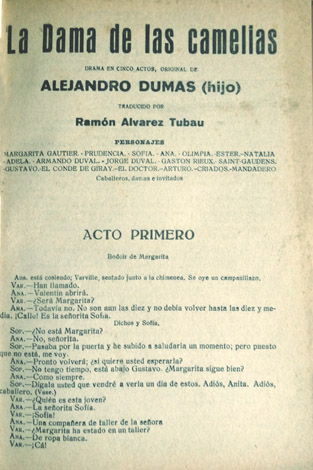 La Dama de las camelias
DRAMA EN CINCO ACTOS, ORIGINAL DE
ALEJANDRO DUMAS (hijo)
TRADUCIDO POR
Ramón Alvarez Tubau
PERSONAJES
MARGARITA GAUTIER.- PRUDENCIA.- SOFIA.- ANA.- OLIMPIA.-ESTER.-NATALIA
ADELA.- ARMANDO DUVAL.- JORGE DUVAL.- GASTON RIEUX.- SAINT-GAUDENS.
GUSTAVO.-EL CONDE DE GIRAY.-EL DOCTOR.-ARTURO.-CRIADOS.-MANDADERO
Caballeros, damas e invitados
ACTO PRIMERO
Bodoir de Margarita
ANA. está cosiendo; Varville, sentado junto a la chimenea. Se oye un campanillazo,
VAR.—Han llamado.
ANA.—Valentín abrirá.
VAR.—¿Será Margarita?
ANA.—Todavía no. No son aun las diez y no debía volver hasta las diez y me-
dia. ¡Calle! Es la señorita Sofía.
Dichos y Sofía,
SOF.—¿No está Margarita?
ANA.—No, señorita.
SOF.—Pasaba por la puerta y he subido a saludarla un momento; pero puesto
que no está, me voy.
ANA.—Pronto volverá; ¿si quiere usted esperarla?
SOF.—No tengo tiempo, está abajo Gustavo. ¿Margarita sigue bien?
ANA.—Como siempre.
SOF.—Dígala usted que vendré a verla un día de estos. Adiós, Anita. Adiós,
caballero. (Vase.)
VAR.—¿Quién es esta joven?
ANA.—La señorita Sofía.
VAR.—¡Sofía!
ANA.—Una compañera de taller de la señora
VAR.—¿Margarita ha estado en un taller?
ANA.—De ropa blanca.
VAR.—¡Cá!